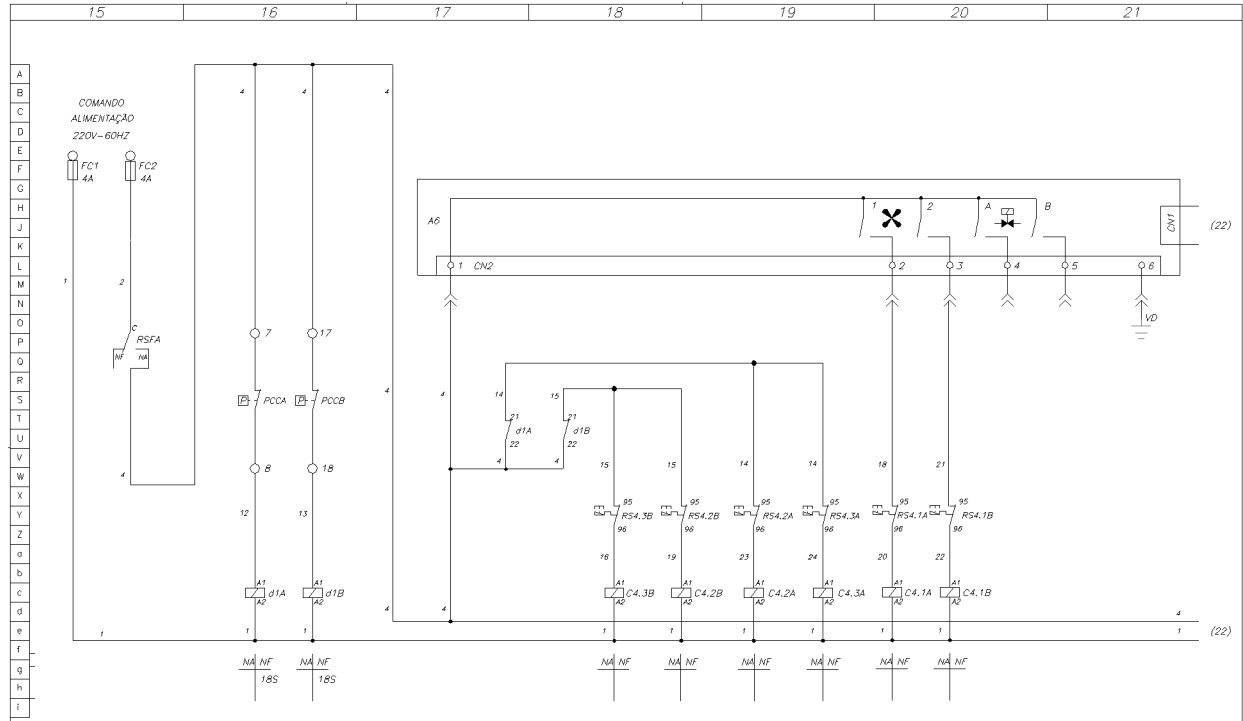 15 16 17 18 19 20 21
A
B
C
D
E
F
G
H
J
K
L
M
N
O
P
Q
R
S
T
U
V
W
X
Y
Z
a
b
c
d
e
f
g
h
i
COMANDO
ALIMENTAÇÃO
220V-60HZ
FC1
4A
FC2
4A
4 4 4
1 2
C
RSFA
NF NA
4
7 17
P PCCA P PCCB
8 18
12 13
A1
d1A
A2
A1
d1B
A2
1 1 1
NA NF
18S
NA NF
18S
A6
1 2 A B
CN1
(22)
1 CN2 2 3 4 5 6
VD
4 4
14 15
21
d1A
22
21
d1B
22
4 4
15 15 14 14 18 21
95
RS4.3B
96
95
RS4.2B
96
95
RS4.2A
96
95
RS4.3A
96
95
RS4.1A
96
95
RS4.1B
96
16 19 23 24 20 22
A1
C4.3B
A2
A1
C4.2B
A2
A1
C4.2A
A2
A1
C4.3A
A2
A1
C4.1A
A2
A1
C4.1B
A2
4 4 4
1 1 1 1 1 1 1
(22)
NA NF NA NF NA NF NA NF NA NF NA NF